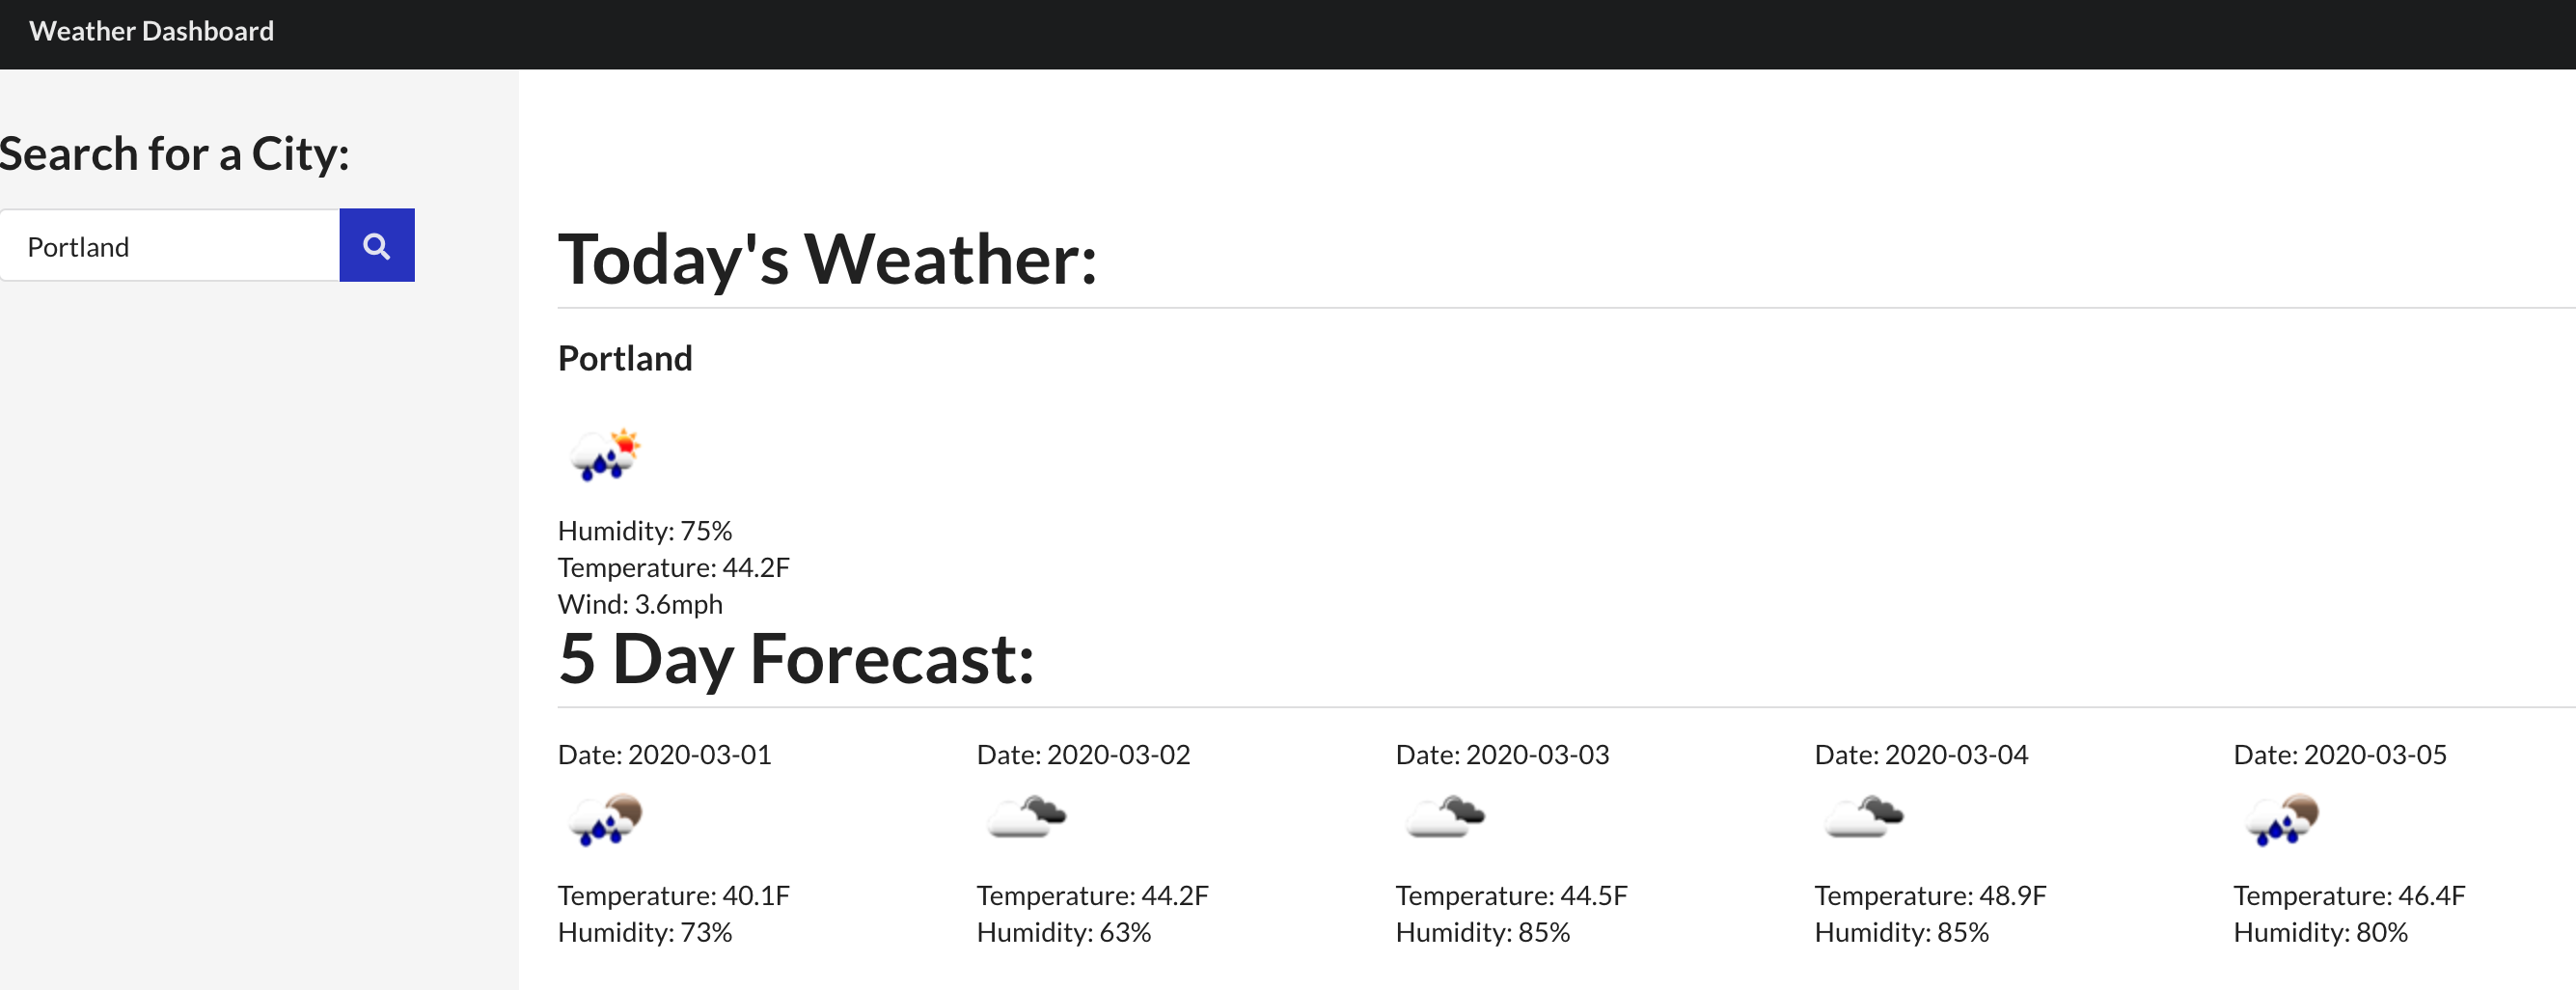 Weather Dashboard
Search for a City:
Portland
Today's Weather:
Portland
Humidity: 75%
Temperature: 44.2F
Wind: 3.6mph
5 Day Forecast:
Date: 2020-03-01
Temperature: 40.1F
Humidity: 73%
Date: 2020-03-02
Temperature: 44.2F
Humidity: 63%
Date: 2020-03-03
Temperature: 44.5F
Humidity: 85%
Date: 2020-03-04
Temperature: 48.9F
Humidity: 85%
Date: 2020-03-05
Temperature: 46.4F
Humidity: 80%